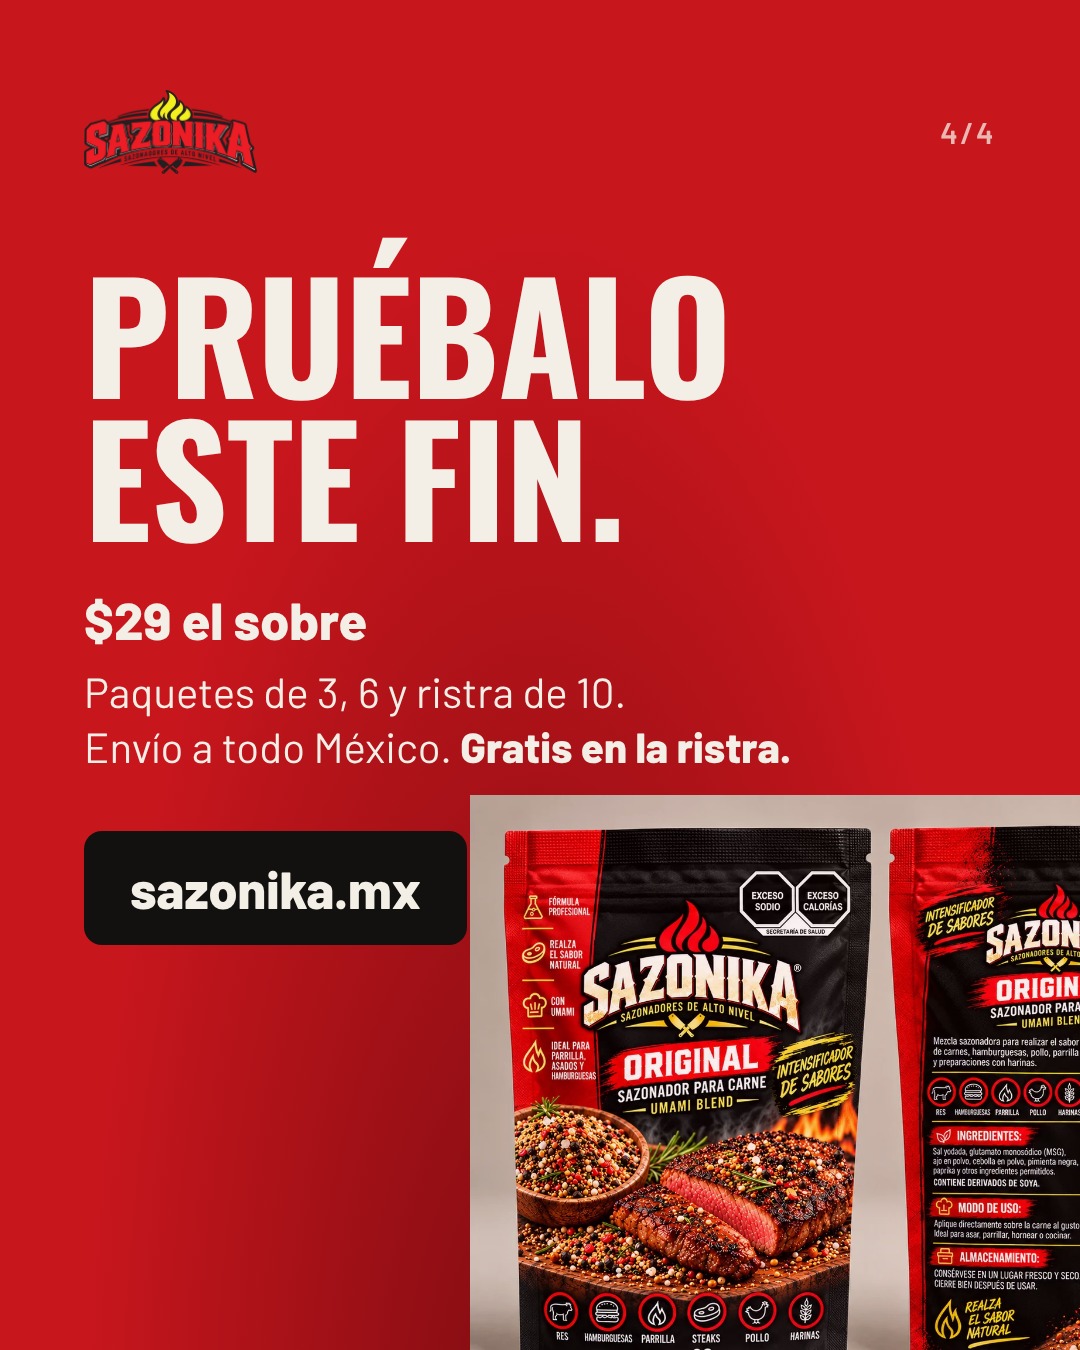 SAZONIKA
SAZONADORES DE ALTO NIVEL
4/4
PRUÉBALO
ESTE FIN.
$29 el sobre
Paquetes de 3, 6 y ristra de 10.
Envío a todo México. Gratis en la ristra.
sazonika.mx
FÓRMULA
PROFESIONAL
REALZA
EL SABOR
NATURAL
CON
UMAMI
IDEAL PARA
PARRILLA,
ASADOS Y
HAMBURGUESAS
EXCESO
SODIO
EXCESO
CALORÍAS
SECRETARÍA DE SALUD
SAZONIKA®
SAZONADORES DE ALTO NIVEL
ORIGINAL
SAZONADOR PARA CARNE
UMAMI BLEND
INTENSIFICADOR
DE SABORES
RES
HAMBURGUESAS
PARRILLA
STEAKS
POLLO
HARINAS
INTENSIFICADOR
DE SABORES
SAZON
SAZONADORES DE ALTO
ORIGIN
SAZONADOR PARA
UMAMI BLEN
Mezcla sazonadora para realizar el sabor
de carnes, hamburguesas, pollo, parrilla
y preparaciones con harinas.
RES
HAMBURGUESAS
PARRILLA
POLLO
HARINAS
INGREDIENTES:
Sal yodada, glutamato monosódico (MSG),
ajo en polvo, cebolla en polvo, pimienta negra,
paprika y otros ingredientes permitidos.
CONTIENE DERIVADOS DE SOYA.
MODO DE USO:
Aplique directamente sobre la carne al gusto
Ideal para asar, parrillar, hornear o cocinar.
ALMACENAMIENTO:
CONSÉRVESE EN UN LUGAR FRESCO Y SECO.
CIERRE BIEN DESPUÉS DE USAR.
REALZA
EL SABOR
NATURAL